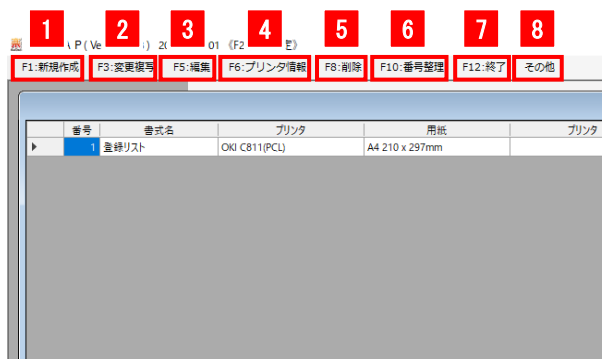 1 2 3 4 5 6 7 8
F1:新規作成 F3:変更複写 F5:編集 F6:プリンタ情報 F8:削除 F10:番号整理 F12:終了 その他
番号 書式名 プリンタ 用紙 プリンタ
1 登録リスト OKI C811(PCL) A4 210 x 297mm